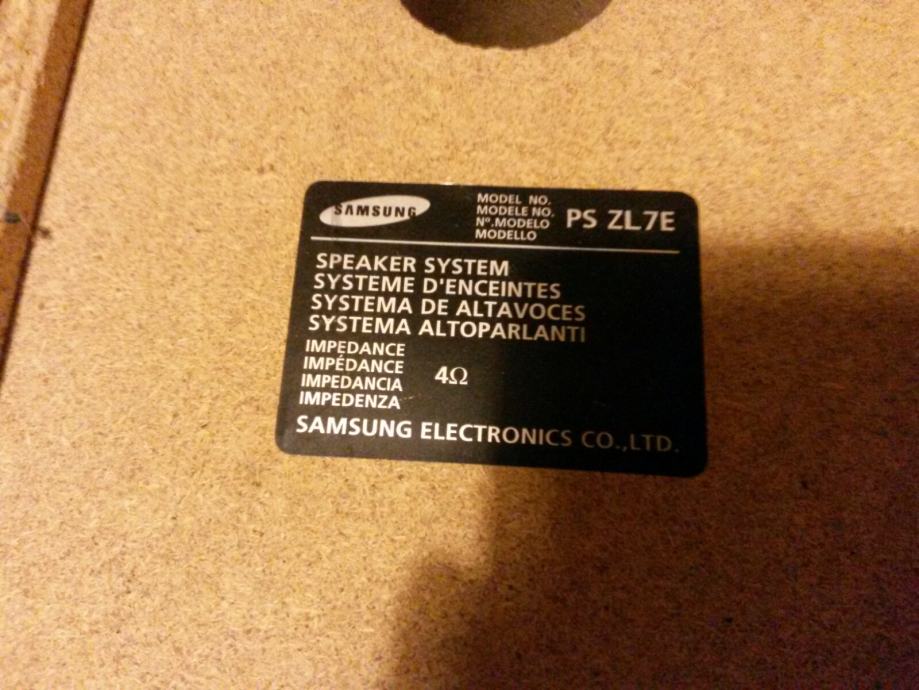 SAMSUNG
MODEL NO.
MODELE NO.
Nº.MODELO
MODELLO
PS ZL7E
SPEAKER SYSTEM
SYSTEME D'ENCEINTES
SYSTEMA DE ALTAVOCES
SYSTEMA ALTOPARLANTI
IMPEDANCE
IMPÉDANCE
IMPEDANCIA
IMPEDENZA
4Ω
SAMSUNG ELECTRONICS CO.,LTD.